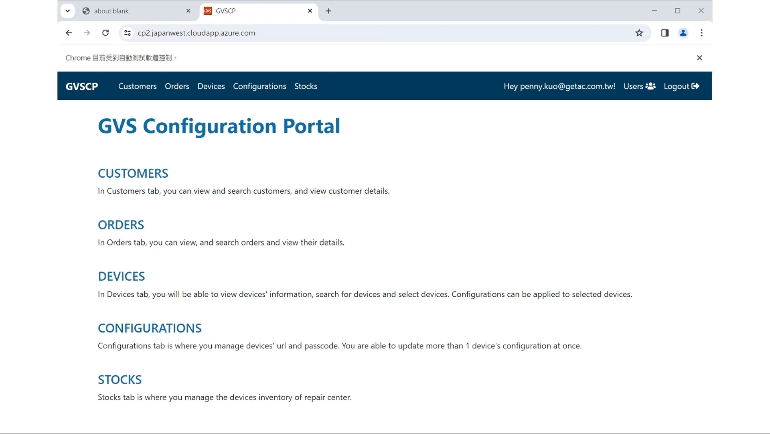 about:blank
GVSCP
cp2.japanwest.cloudapp.azure.com
Chrome 目前受到自動測試軟體控制。
GVSCP Customers Orders Devices Configurations Stocks Hey penny.kuo@getac.com.tw! Users Logout
GVS Configuration Portal
CUSTOMERS
In Customers tab, you can view and search customers, and view customer details.
ORDERS
In Orders tab, you can view, and search orders and view their details.
DEVICES
In Devices tab, you will be able to view devices' information, search for devices and select devices. Configurations can be applied to selected devices.
CONFIGURATIONS
Configurations tab is where you manage devices' url and passcode. You are able to update more than 1 device's configuration at once.
STOCKS
Stocks tab is where you manage the devices inventory of repair center.